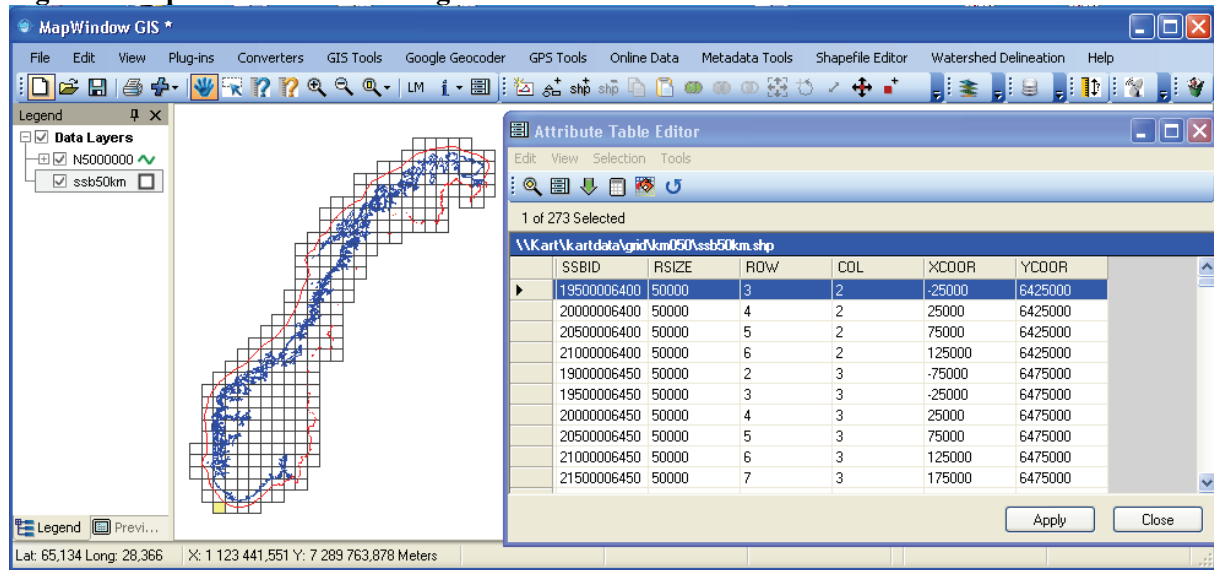 MapWindow GIS *
File Edit View Plug-ins Converters GIS Tools Google Geocoder GPS Tools Online Data Metadata Tools Shapefile Editor Watershed Delineation Help
LM shp shp
Legend
Data Layers
N5000000
ssb50km
Attribute Table Editor
Edit View Selection Tools
1 of 273 Selected
\\Kart\kartdata\grid\km050\ssb50km.shp
SSBID RSIZE ROW COL XCOOR YCOOR
19500006400 50000 3 2 -25000 6425000
20000006400 50000 4 2 25000 6425000
20500006400 50000 5 2 75000 6425000
21000006400 50000 6 2 125000 6425000
19000006450 50000 2 3 -75000 6475000
19500006450 50000 3 3 -25000 6475000
20000006450 50000 4 3 25000 6475000
20500006450 50000 5 3 75000 6475000
21000006450 50000 6 3 125000 6475000
21500006450 50000 7 3 175000 6475000
Apply Close
Legend Previ...
Lat: 65,134 Long: 28,366 X: 1 123 441,551 Y: 7 289 763,878 Meters